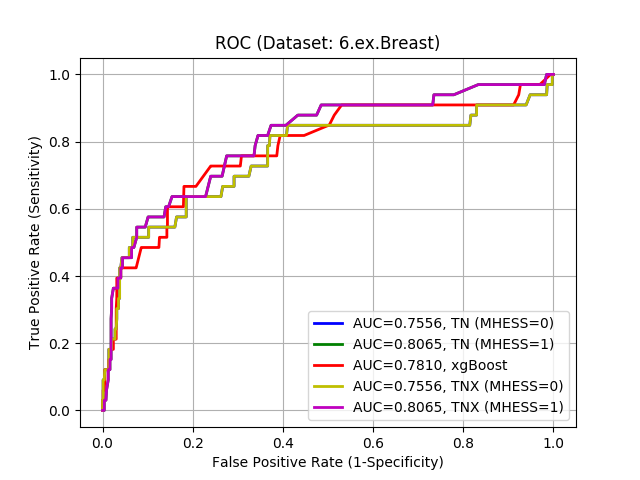 ROC (Dataset: 6.ex.Breast)
True Positive Rate (Sensitivity)
1.0
0.8
0.6
0.4
0.2
0.0
AUC=0.7556, TN (MHESS=0)
AUC=0.8065, TN (MHESS=1)
AUC=0.7810, xgBoost
AUC=0.7556, TNX (MHESS=0)
AUC=0.8065, TNX (MHESS=1)
0.0 0.2 0.4 0.6 0.8 1.0
False Positive Rate (1-Specificity)